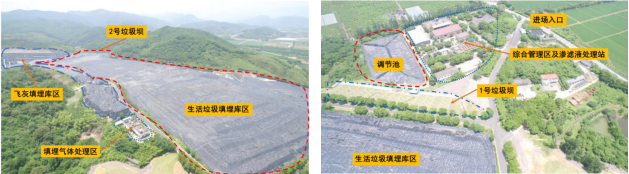 2号垃圾坝
飞灰填埋库区
生活垃圾填埋库区
填埋气体处理区
进场入口
综合管理区及渗滤液处理站
调节池
1号垃圾坝
生活垃圾填埋库区